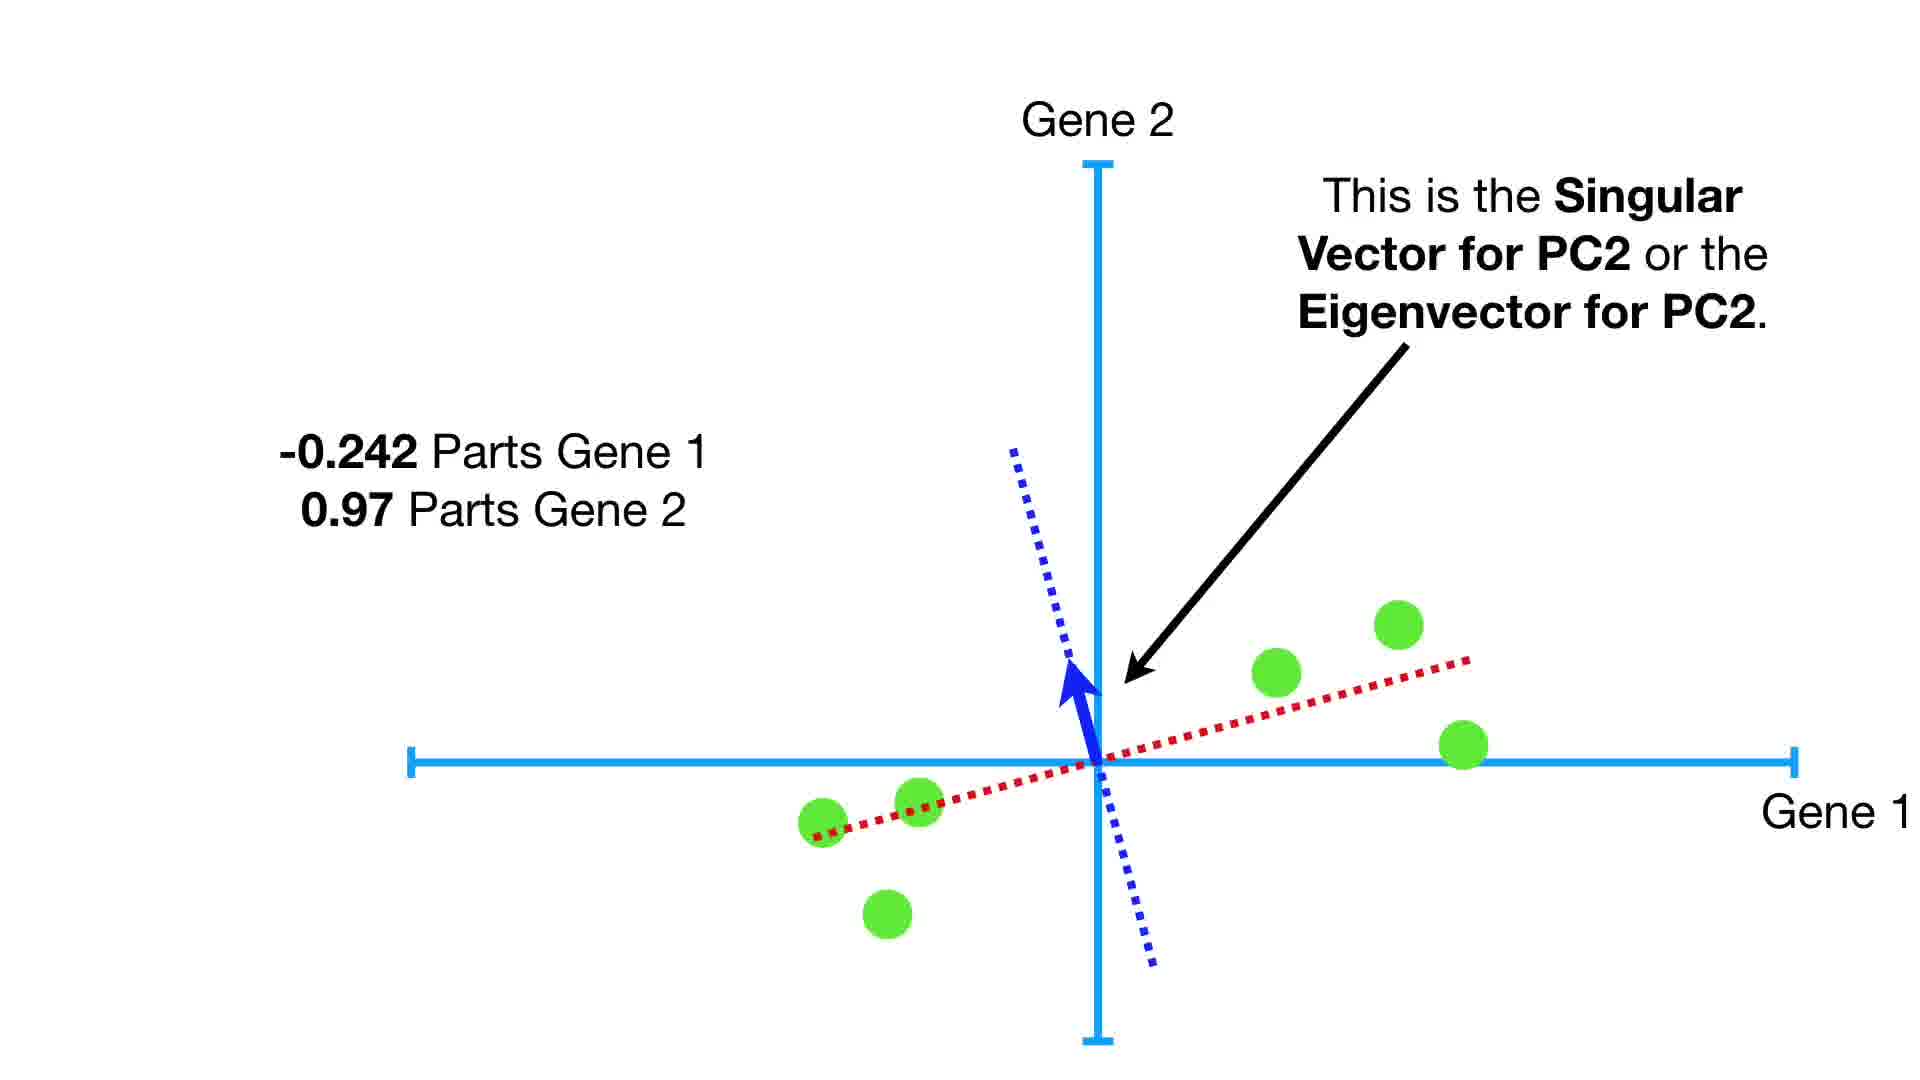 Gene 2
This is the Singular
Vector for PC2 or the
Eigenvector for PC2.
-0.242 Parts Gene 1
0.97 Parts Gene 2
Gene 1